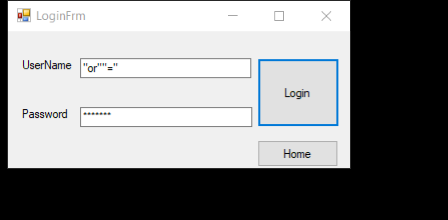 LoginFrm
UserName "or""="
Login
Password *******
Home